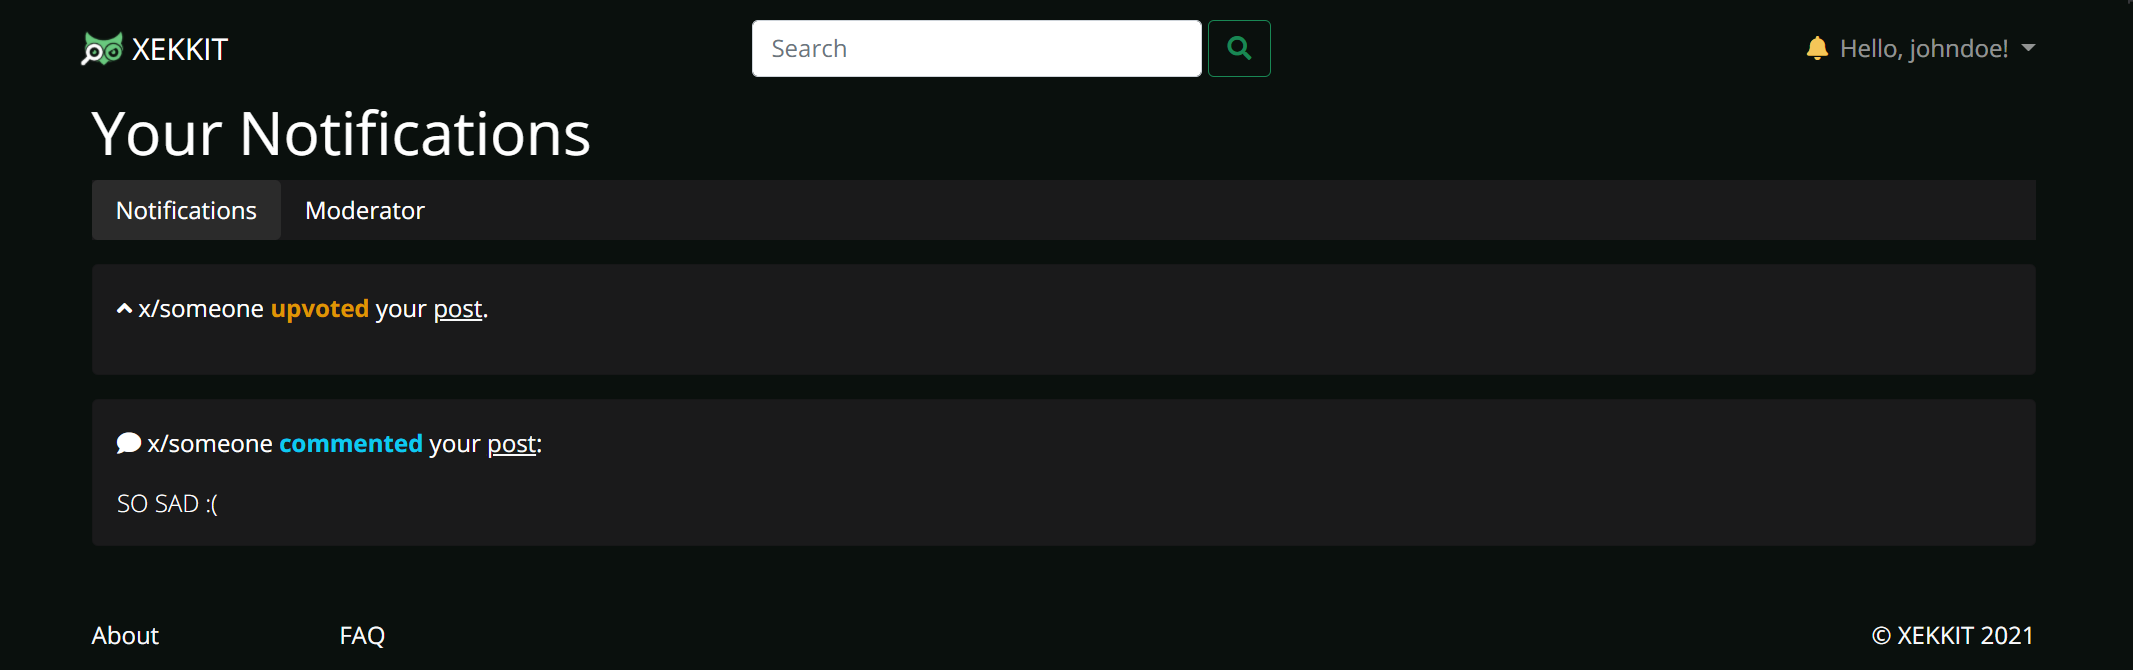 XEKKIT
Search
Hello, johndoe!
Your Notifications
Notifications
Moderator
x/someone upvoted your post.
x/someone commented your post:
SO SAD :(
About
FAQ
© XEKKIT 2021